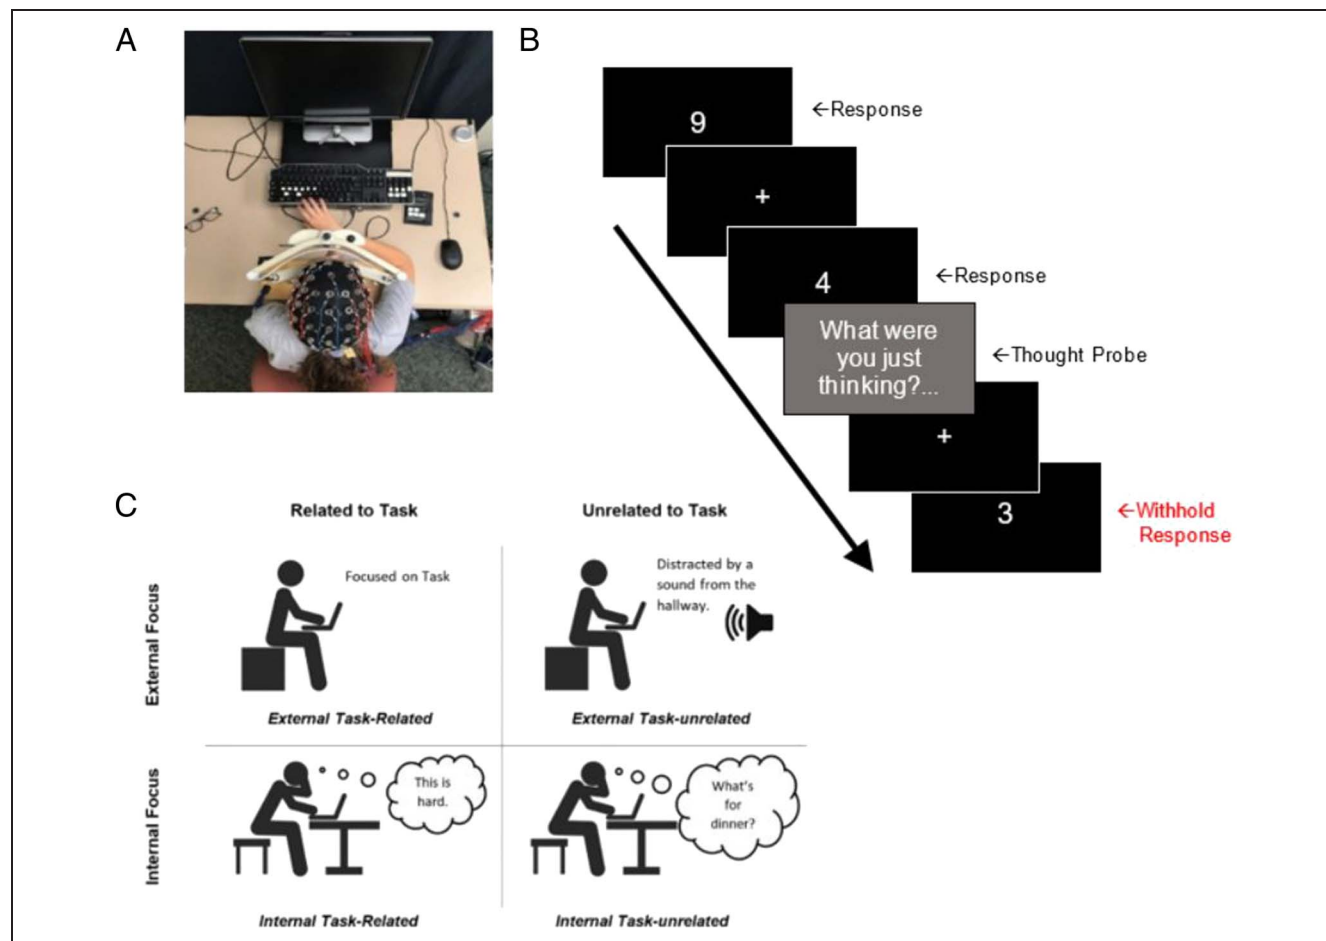 A
B
9
←Response
+
4
←Response
What were
you just
thinking?...
←Thought Probe
+
3
←Withhold
Response
C
Related to Task
Unrelated to Task
External Focus
Focused on Task
Distracted by a
sound from the
hallway.
External Task-Related
External Task-unrelated
Internal Focus
This is
hard.
What's
for
dinner?
Internal Task-Related
Internal Task-unrelated